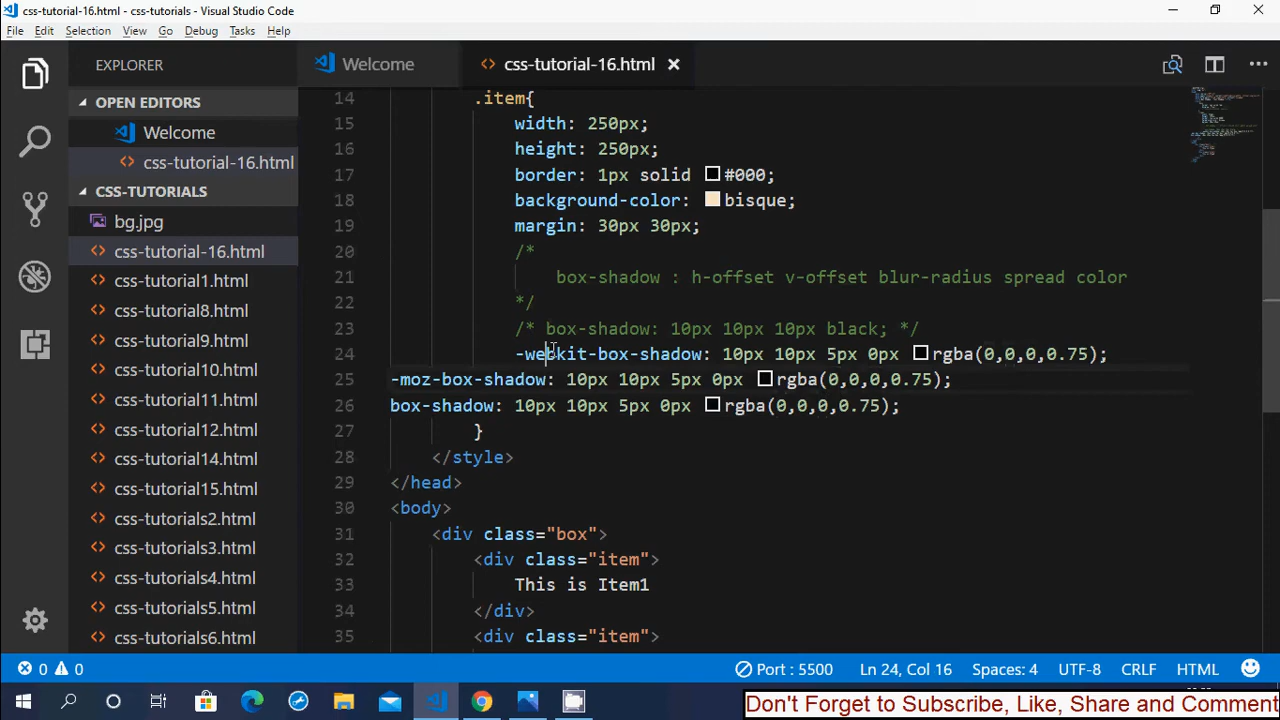 css-tutorial-16.html - css-tutorials - Visual Studio Code
File Edit Selection View Go Debug Tasks Help
EXPLORER
OPEN EDITORS
Welcome
css-tutorial-16.html
CSS-TUTORIALS
bg.jpg
css-tutorial-16.html
css-tutorial1.html
css-tutorial8.html
css-tutorial9.html
css-tutorial10.html
css-tutorial11.html
css-tutorial12.html
css-tutorial14.html
css-tutorial15.html
css-tutorials2.html
css-tutorials3.html
css-tutorials4.html
css-tutorials5.html
css-tutorials6.html
Welcome css-tutorial-16.html
14 .item{
15 width: 250px;
16 height: 250px;
17 border: 1px solid #000;
18 background-color: bisque;
19 margin: 30px 30px;
20 /*
21 box-shadow : h-offset v-offset blur-radius spread color
22 */
23 /* box-shadow: 10px 10px 10px black; */
24 -webkit-box-shadow: 10px 10px 5px 0px rgba(0,0,0,0.75);
25 -moz-box-shadow: 10px 10px 5px 0px rgba(0,0,0,0.75);
26 box-shadow: 10px 10px 5px 0px rgba(0,0,0,0.75);
27 }
28 </style>
29 </head>
30 <body>
31 <div class="box">
32 <div class="item">
33 This is Item1
34 </div>
35 <div class="item">
0 0 Port : 5500 Ln 24, Col 16 Spaces: 4 UTF-8 CRLF HTML
Don't Forget to Subscribe, Like, Share and Comment